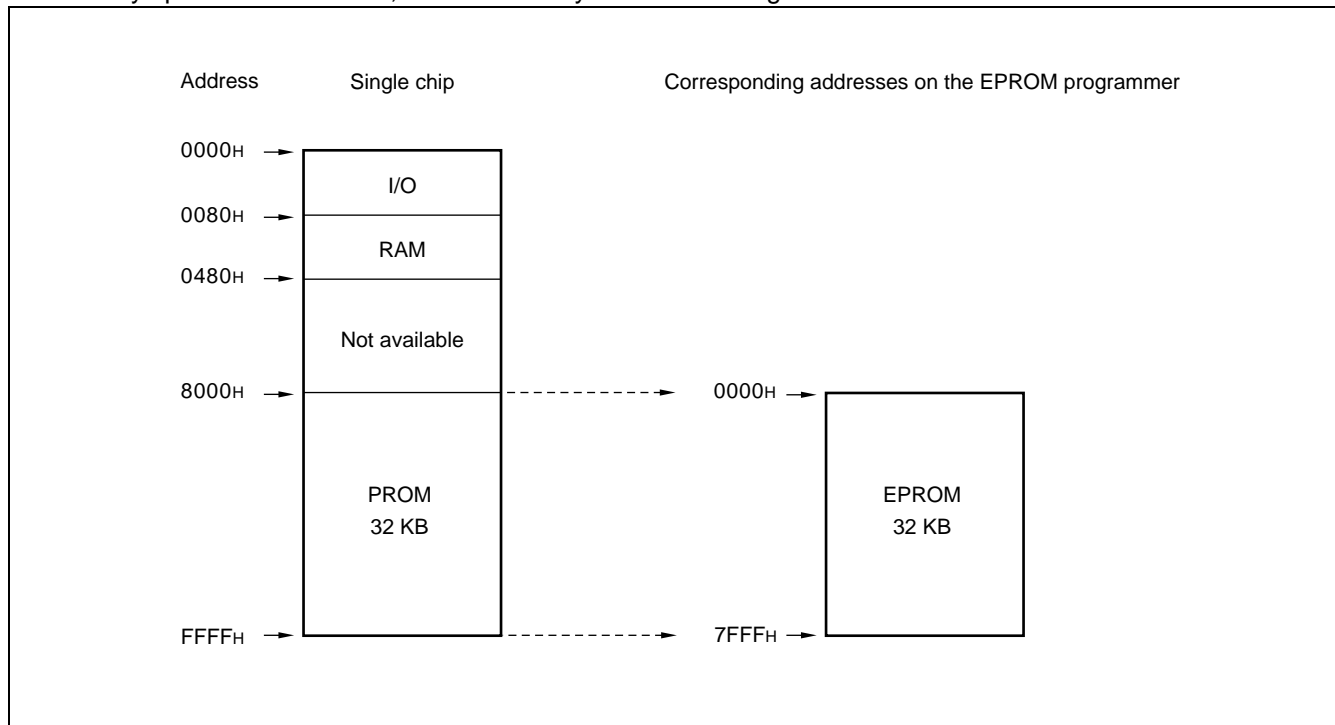 Address Single chip Corresponding addresses on the EPROM programmer
0000H
I/O
0080H
RAM
0480H
Not available
8000H 0000H
PROM EPROM
32 KB 32 KB
FFFFH 7FFFH